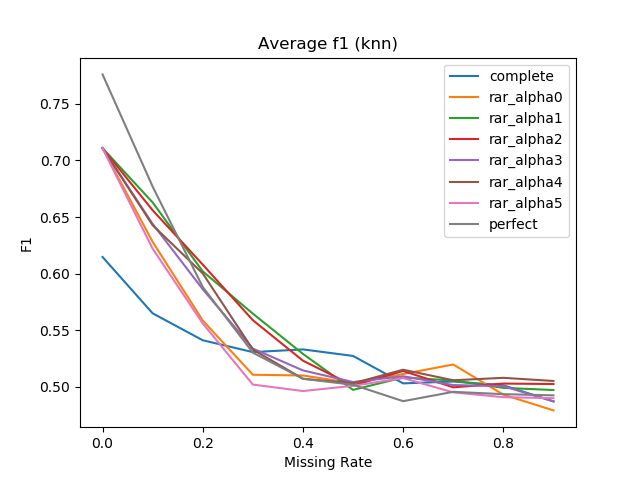 Average f1 (knn)
complete
rar_alpha0
rar_alpha1
rar_alpha2
rar_alpha3
rar_alpha4
rar_alpha5
perfect
F1
0.75
0.70
0.65
0.60
0.55
0.50
0.0
0.2
0.4
0.6
0.8
Missing Rate